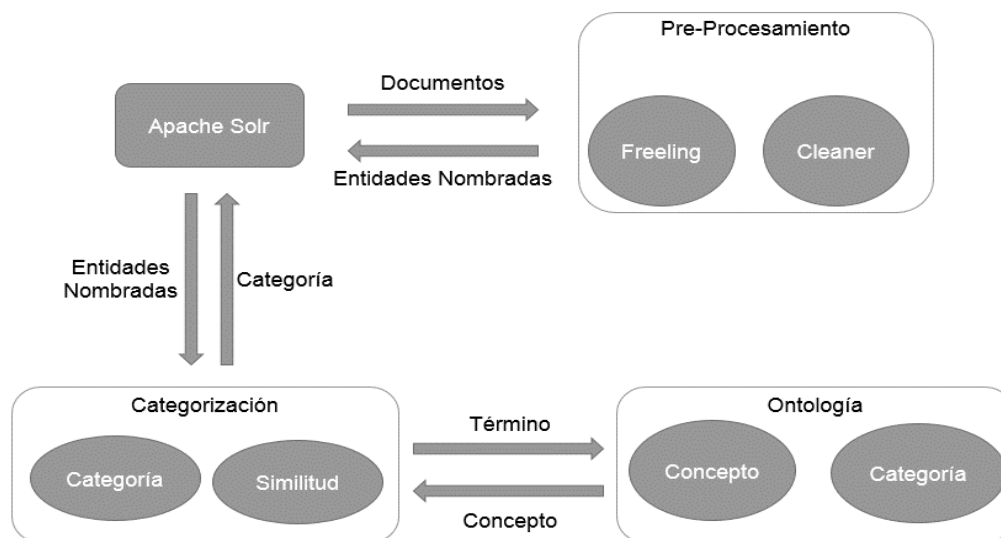 Pre-Procesamiento
Documentos
Apache Solr
Freeling
Cleaner
Entidades Nombradas
Entidades
Nombradas
Categoría
Categorización
Ontología
Término
Categoría
Similitud
Concepto
Categoría
Concepto